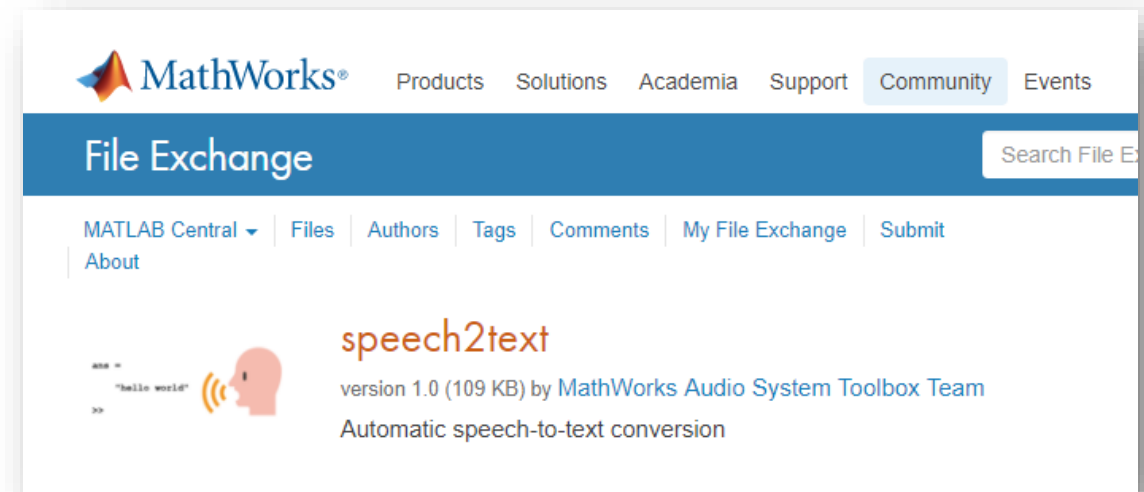 MathWorks® Products Solutions Academia Support Community Events
File Exchange Search File E
MATLAB Central Files Authors Tags Comments My File Exchange Submit
About
speech2text
ans =
"hello world"
>>
version 1.0 (109 KB) by MathWorks Audio System Toolbox Team
Automatic speech-to-text conversion